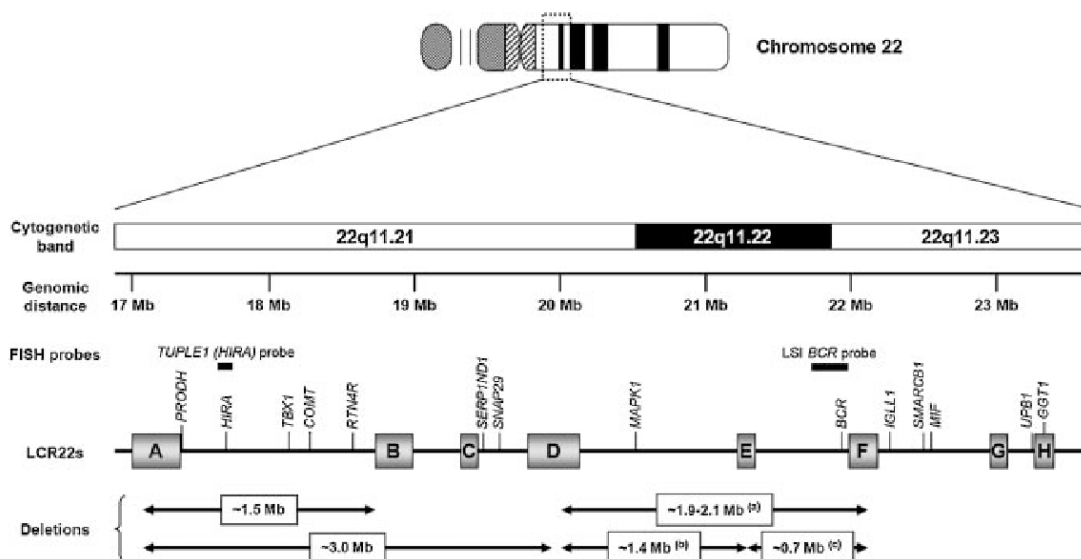 Chromosome 22
Cytogenetic band
22q11.21 22q11.22 22q11.23
Genomic distance
17 Mb 18 Mb 19 Mb 20 Mb 21 Mb 22 Mb 23 Mb
FISH probes
TUPLE1 (HIRA) probe LSI BCR probe
PRODH HIRA TBX1 COMT RTN4R SERP1ND1 SNAP29 MAPK1 BCR IGLL1 SMARCB1 MIF UPB1 GGT1
LCR22s
A B C D E F G H
Deletions
~1.5 Mb ~1.9-2.1 Mb (a)
~3.0 Mb ~1.4 Mb (b) ~0.7 Mb (c)